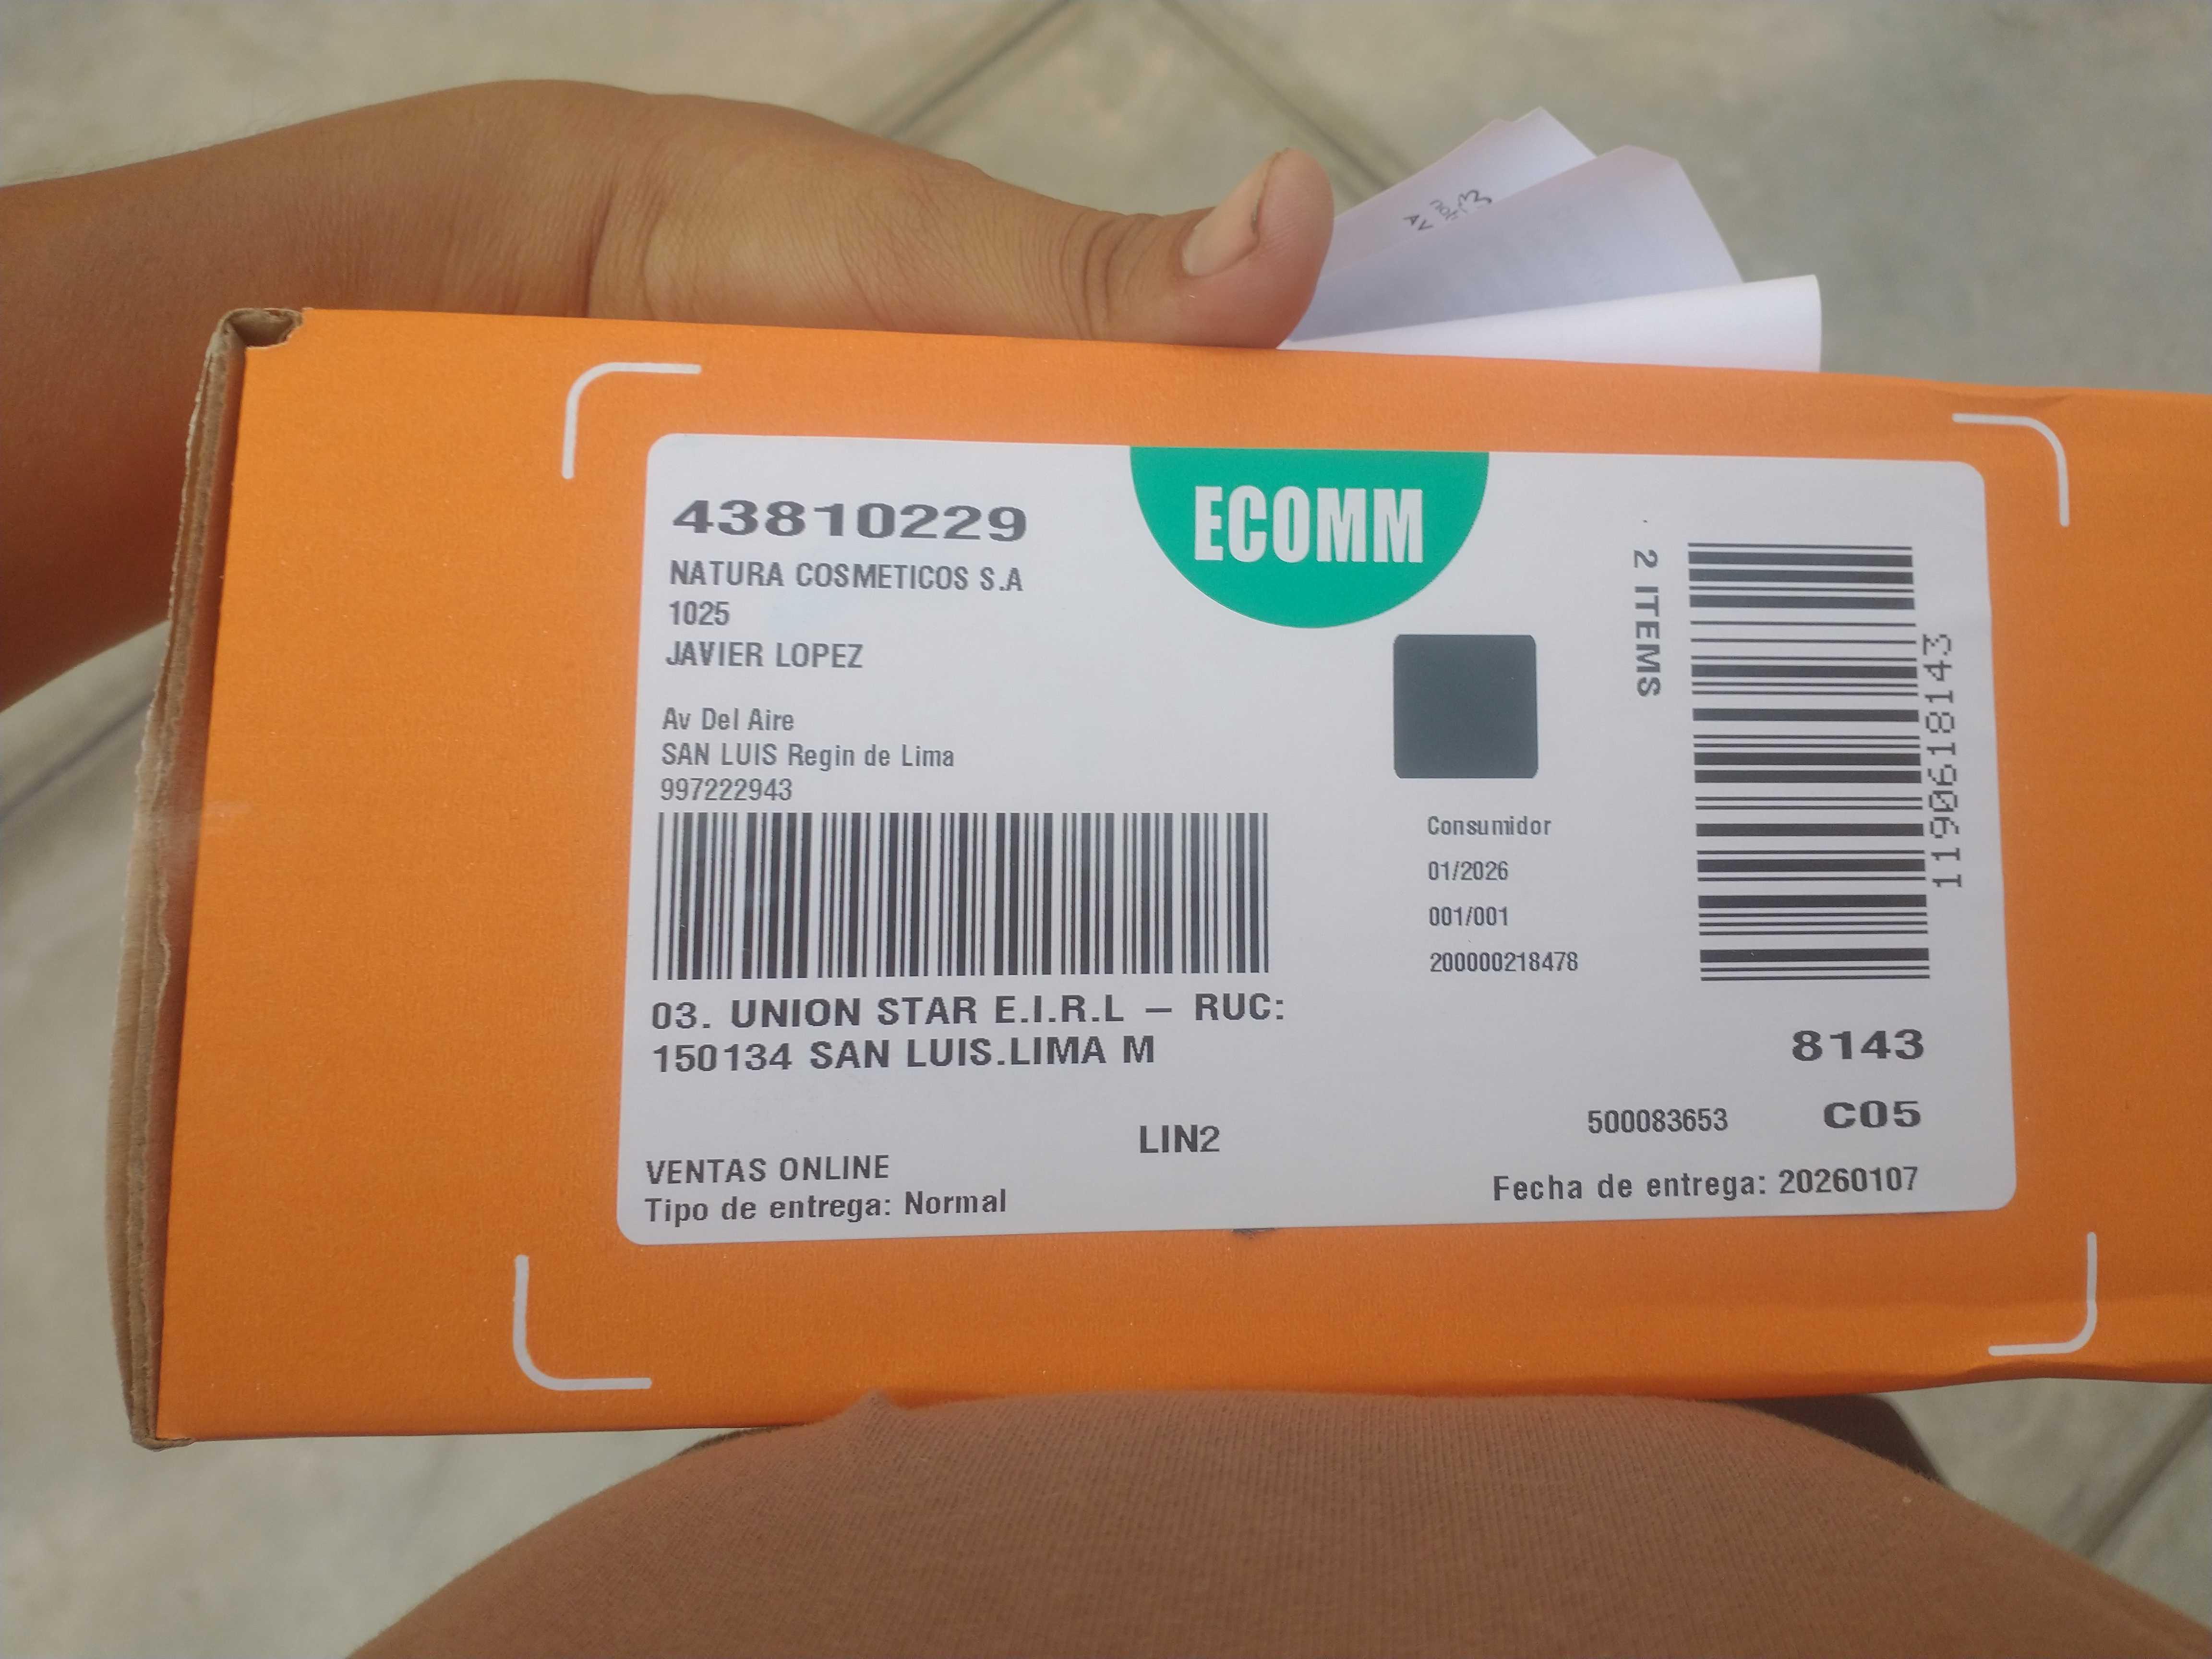 43810229
NATURA COSMETICOS S.A
1025
JAVIER LOPEZ
Av Del Aire
SAN LUIS Regin de Lima
997222943
03. UNION STAR E.I.R.L – RUC:
150134 SAN LUIS.LIMA M
VENTAS ONLINE
Tipo de entrega: Normal
LIN2
ECOMM
Consumidor
01/2026
001/001
200000218478
2 ITEMS
1190618143
8143
500083653 C05
Fecha de entrega: 20260107
AV